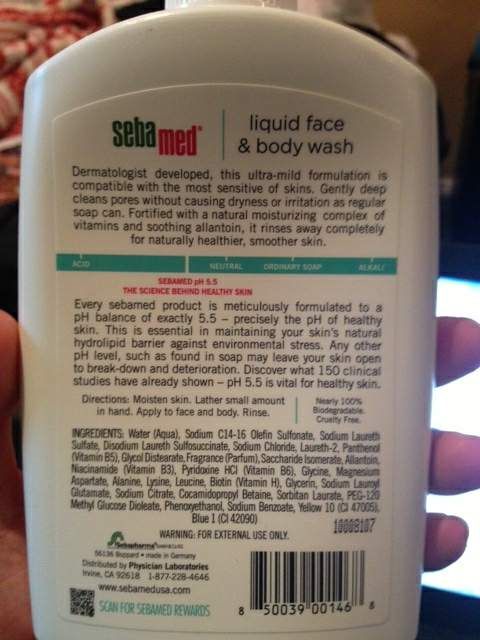 sebamed
liquid face
& body wash
Dermatologist developed, this ultra-mild formulation is
compatible with the most sensitive of skins. Gently deep
cleans pores without causing dryness or irritation as regular
soap can. Fortified with a natural moisturizing complex of
vitamins and soothing allantoin, it rinses away completely
for naturally healthier, smoother skin.
ACID NEUTRAL ORDINARY SOAP ALKALI
SEBAMED pH 5.5
THE SCIENCE BEHIND HEALTHY SKIN
Every sebamed product is meticulously formulated to a
pH balance of exactly 5.5 – precisely the pH of healthy
skin. This is essential in maintaining your skin's natural
hydrolipid barrier against environmental stress. Any other
pH level, such as found in soap may leave your skin open
to break-down and deterioration. Discover what 150 clinical
studies have already shown – pH 5.5 is vital for healthy skin.
Directions: Moisten skin. Lather small amount
in hand. Apply to face and body. Rinse.
Nearly 100%
Biodegradable.
Cruelty Free.
INGREDIENTS: Water (Aqua), Sodium C14-16 Olefin Sulfonate, Sodium Laureth
Sulfate, Disodium Laureth Sulfosuccinate, Sodium Chloride, Laureth-2, Panthenol
(Vitamin B5), Glycol Distearate, Fragrance (Parfum), Saccharide Isomerate, Allantoin,
Niacinamide (Vitamin B3), Pyridoxine HCl (Vitamin B6), Glycine, Magnesium
Aspartate, Alanine, Lysine, Leucine, Biotin (Vitamin H), Glycerin, Sodium Lauroyl
Glutamate, Sodium Citrate, Cocamidopropyl Betaine, Sorbitan Laurate, PEG-120
Methyl Glucose Dioleate, Phenoxyethanol, Sodium Benzoate, Yellow 10 (CI 47005),
Blue 1 (CI 42090)
10008107
WARNING: FOR EXTERNAL USE ONLY.
Sebapharma
56136 Boppard • made in Germany
Distributed by Physician Laboratories
Irvine, CA 92618 1-877-228-4646
www.sebamedusa.com
SCAN FOR SEBAMED REWARDS
8 50039 00146 6